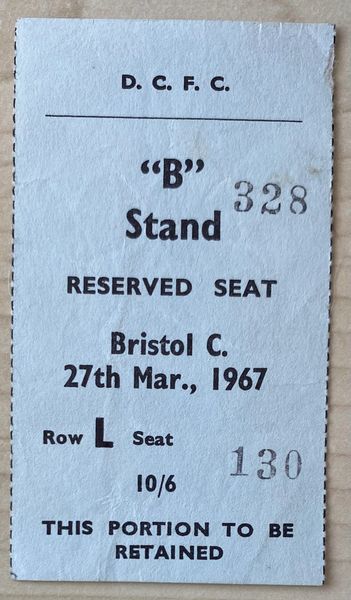 D. C. F. C.
“B” 328
Stand
RESERVED SEAT
Bristol C.
27th Mar., 1967
Row L Seat 130
10/6
THIS PORTION TO BE
RETAINED